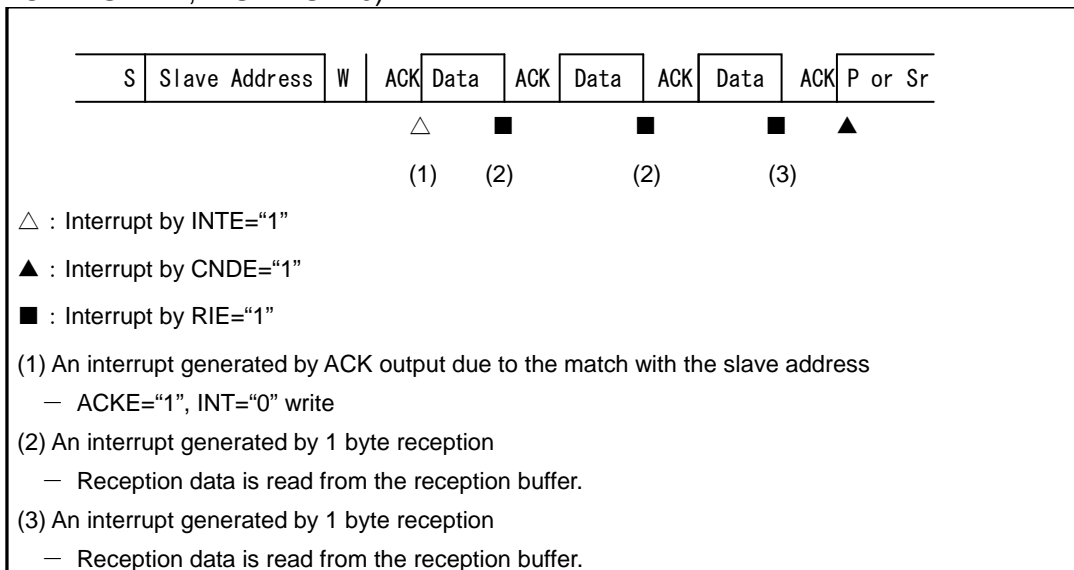 S Slave Address W ACK Data ACK Data ACK Data ACK P or Sr
△ ■ ■ ■ ▲
(1) (2) (2) (3)
△ : Interrupt by INTE=“1”
▲ : Interrupt by CNDE=“1”
■ : Interrupt by RIE=“1”
(1) An interrupt generated by ACK output due to the match with the slave address
－ ACKE=“1”, INT=“0” write
(2) An interrupt generated by 1 byte reception
－ Reception data is read from the reception buffer.
(3) An interrupt generated by 1 byte reception
－ Reception data is read from the reception buffer.